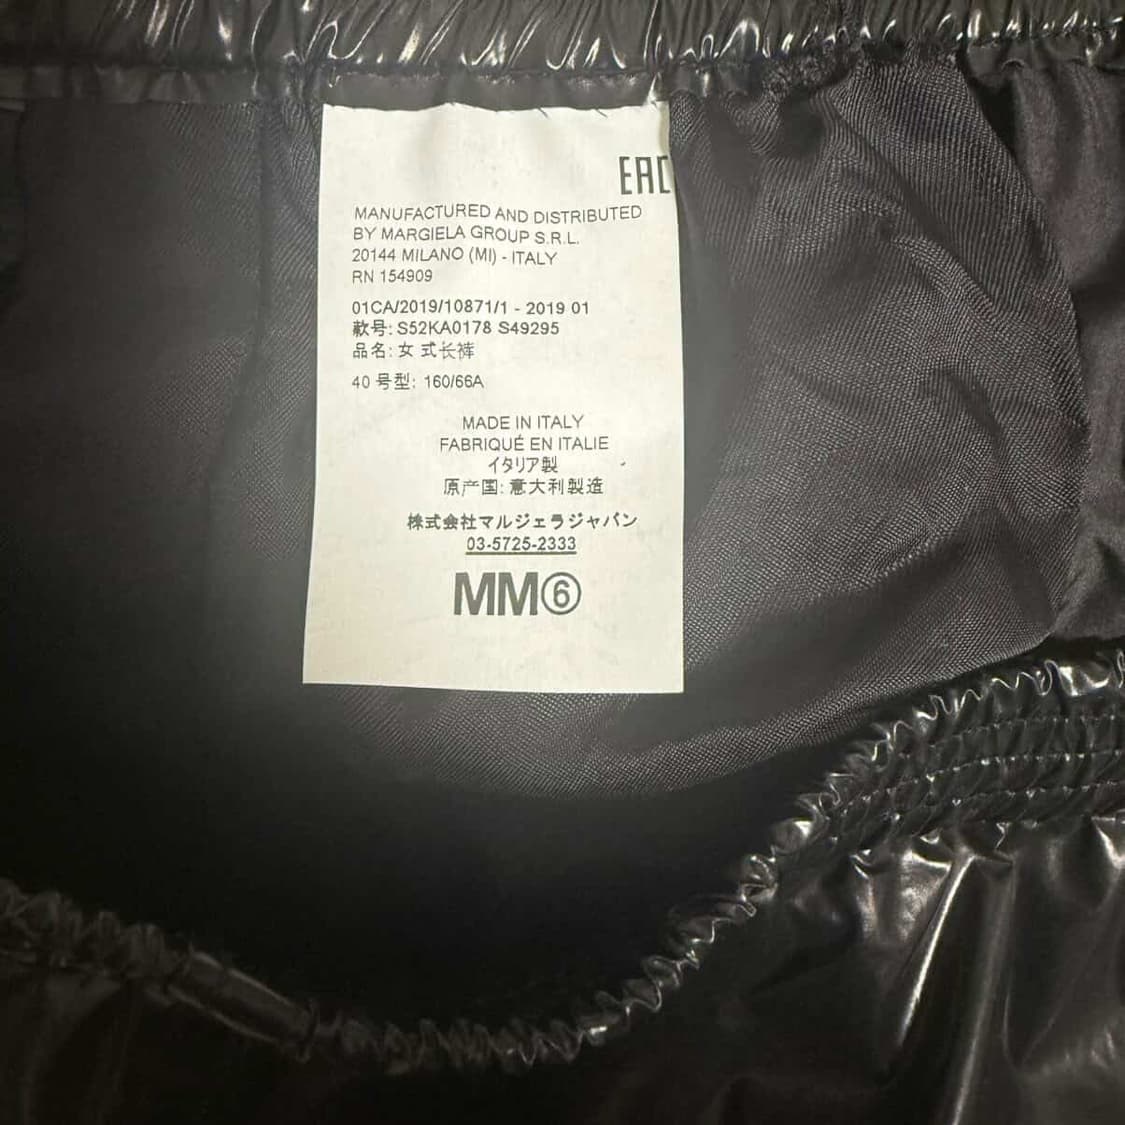 EAC
MANUFACTURED AND DISTRIBUTED
BY MARGIELA GROUP S.R.L.
20144 MILANO (MI) - ITALY
RN 154909
01CA/2019/10871/1 - 2019 01
款号: S52KA0178 S49295
品名: 女 式长裤
40 号型: 160/66A
MADE IN ITALY
FABRIQUÉ EN ITALIE
イタリア製
原产国: 意大利製造
株式会社マルジェラジャパン
03-5725-2333
MM⑥